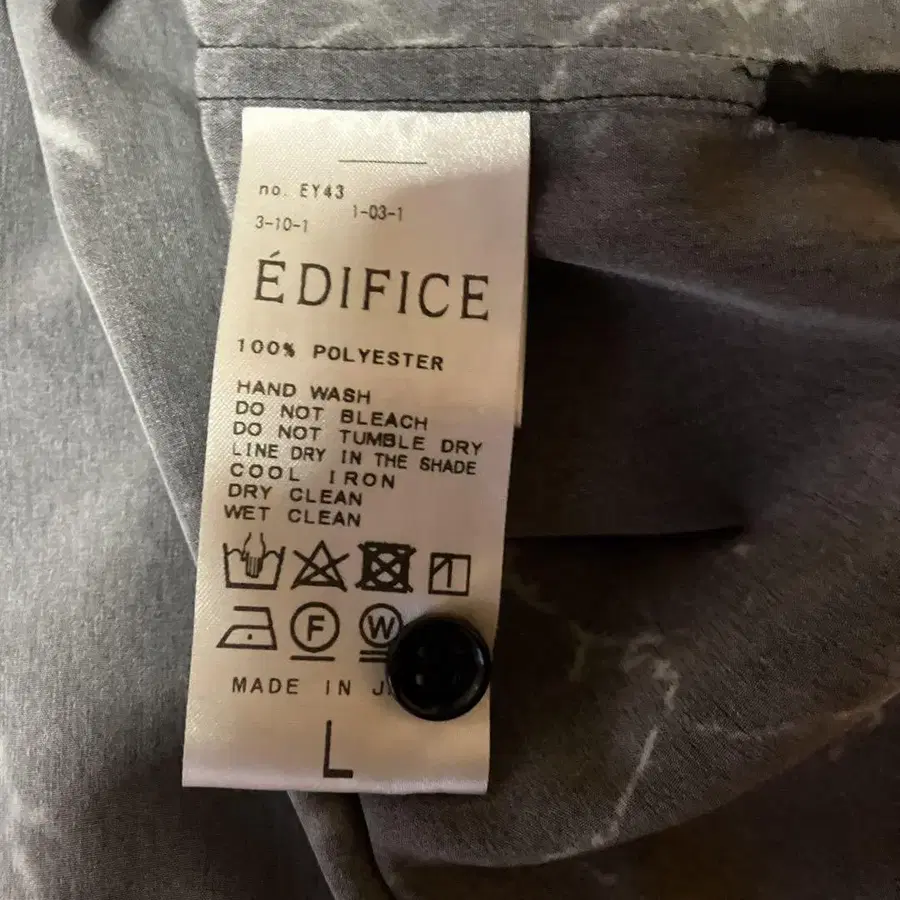 no. EY43
1-03-1
3-10-1
ÉDIFICE
100% POLYESTER
HAND WASH
DO NOT BLEACH
DO NOT TUMBLE DRY
LINE DRY IN THE SHADE
COOL IRON
DRY CLEAN
WET CLEAN
F W
MADE IN
L